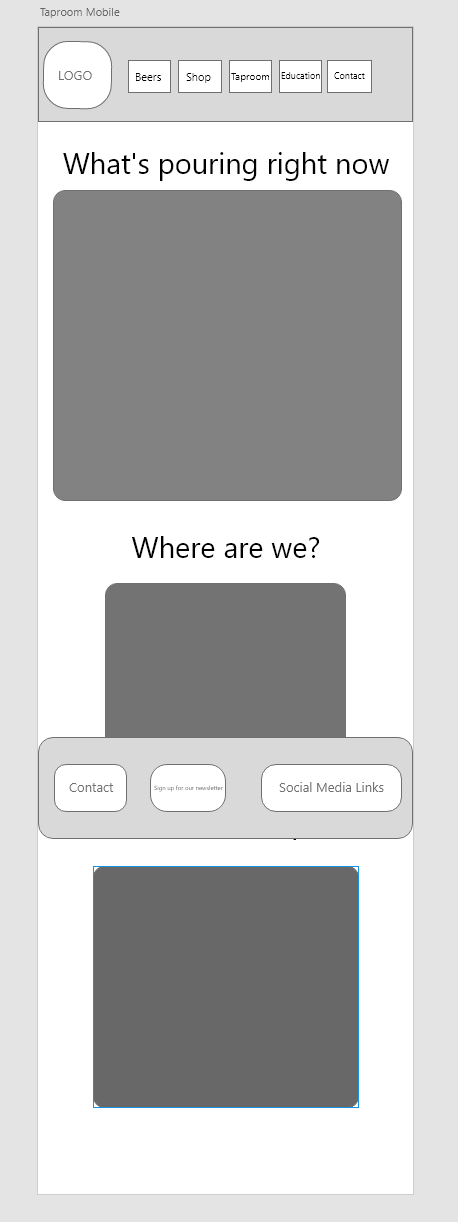 Taproom Mobile
LOGO
Beers
Shop
Taproom
Education
Contact
What's pouring right now
Where are we?
Contact
Sign up for our newsletter
Social Media Links